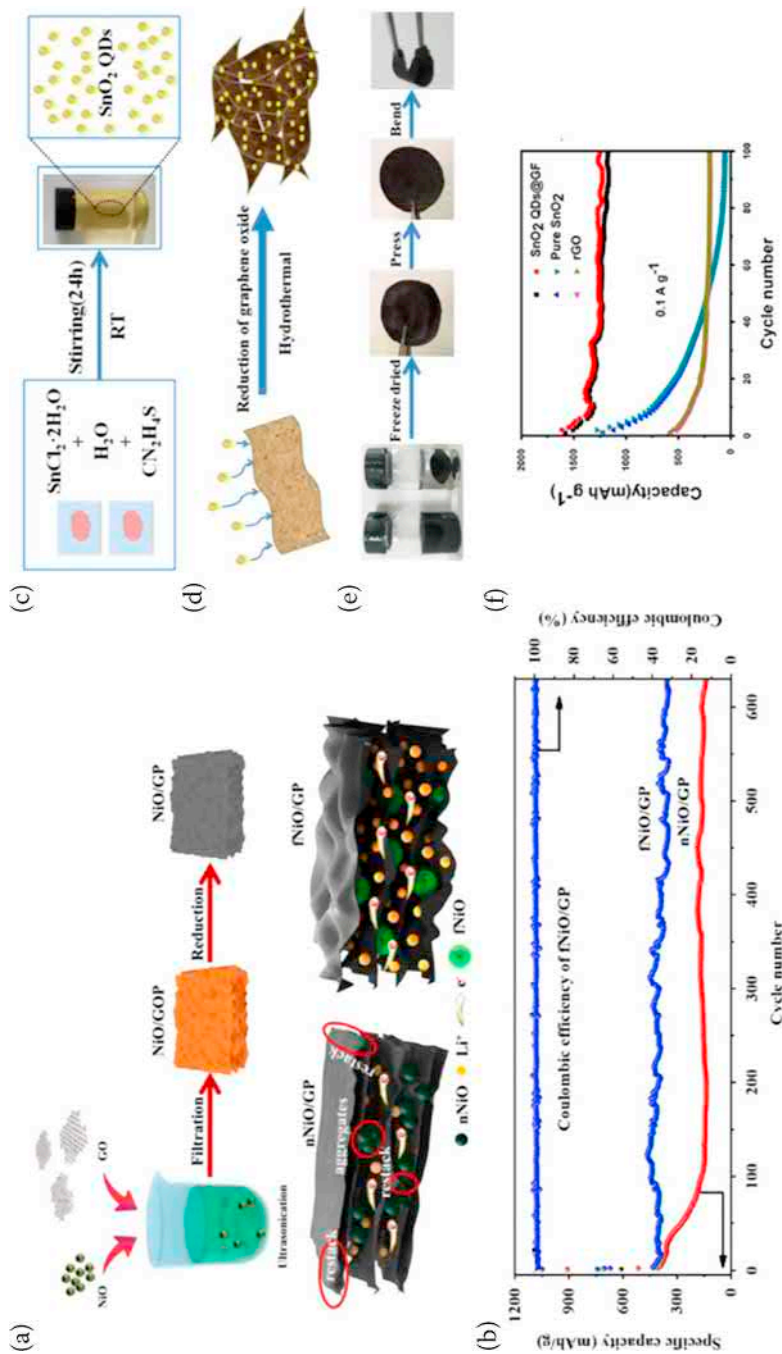 (a)
NiO
GO
Ultrasonication
Filtration
NiO/GOP
Reduction
NiO/GP
nNiO/GP
restack
aggregates
restack
restack
fNiO/GP
nNiO
Li+
e-
fNiO
(b)
Specific capacity (mAh/g)
1200
900
600
300
0
Coulombic efficiency of fNiO/GP
fNiO/GP
nNiO/GP
0
100
200
300
400
500
600
Cycle number
100
80
60
40
20
0
Coulombic efficiency (%)
(c)
SnCl2·2H2O
+
H2O
+
CN2H4S
Stirring(24h)
RT
SnO2 QDs
(d)
Reduction of graphene oxide
Hydrothermal
(e)
Freeze dried
Press
Bend
(f)
Capacity(mAh g-1)
2000
1500
1000
500
0
SnO2 QDs@GF
Pure SnO2
rGO
0.1 A g-1
0
20
40
60
80
100
Cycle number